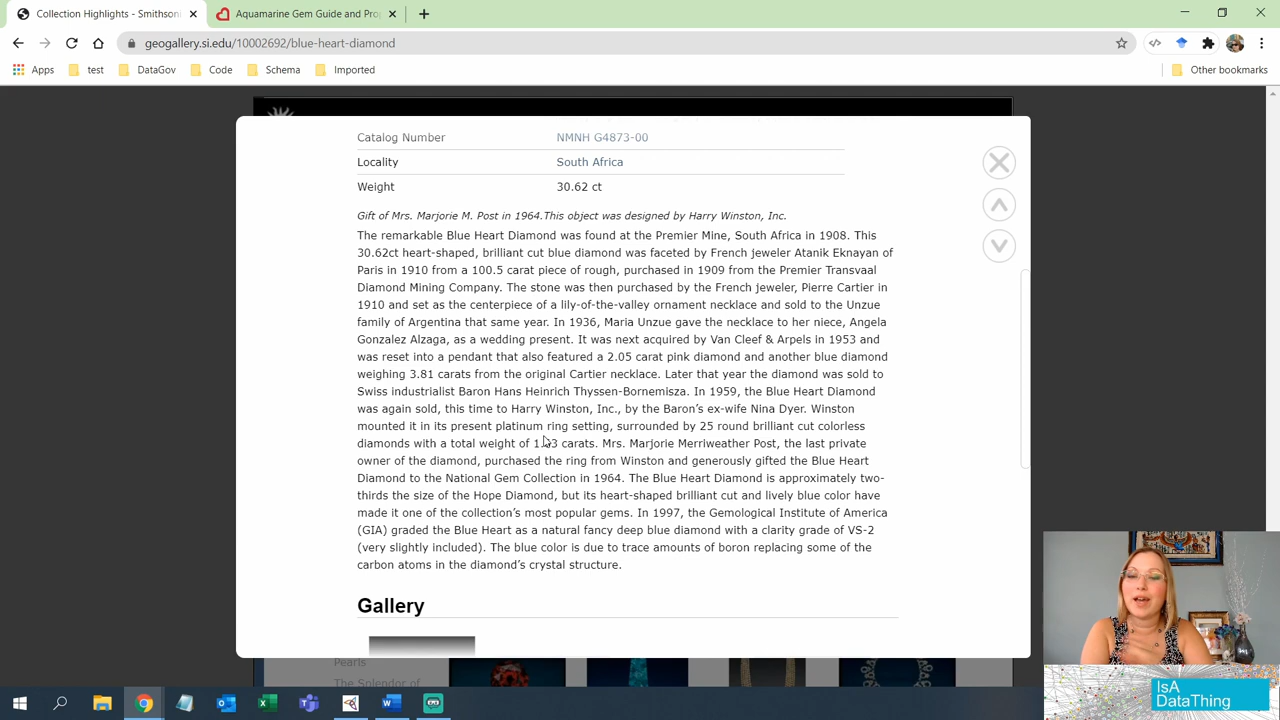 Collection Highlights - Smithsoni
Aquamarine Gem Guide and Pro
geogallery.si.edu/10002692/blue-heart-diamond
Apps test DataGov Code Schema Imported Other bookmarks
Catalog Number NMNH G4873-00
Locality South Africa
Weight 30.62 ct
Gift of Mrs. Marjorie M. Post in 1964.This object was designed by Harry Winston, Inc.
The remarkable Blue Heart Diamond was found at the Premier Mine, South Africa in 1908. This
30.62ct heart-shaped, brilliant cut blue diamond was faceted by French jeweler Atanik Eknayan of
Paris in 1910 from a 100.5 carat piece of rough, purchased in 1909 from the Premier Transvaal
Diamond Mining Company. The stone was then purchased by the French jeweler, Pierre Cartier in
1910 and set as the centerpiece of a lily-of-the-valley ornament necklace and sold to the Unzue
family of Argentina that same year. In 1936, Maria Unzue gave the necklace to her niece, Angela
Gonzalez Alzaga, as a wedding present. It was next acquired by Van Cleef & Arpels in 1953 and
was reset into a pendant that also featured a 2.05 carat pink diamond and another blue diamond
weighing 3.81 carats from the original Cartier necklace. Later that year the diamond was sold to
Swiss industrialist Baron Hans Heinrich Thyssen-Bornemisza. In 1959, the Blue Heart Diamond
was again sold, this time to Harry Winston, Inc., by the Baron’s ex-wife Nina Dyer. Winston
mounted it in its present platinum ring setting, surrounded by 25 round brilliant cut colorless
diamonds with a total weight of carats. Mrs. Marjorie Merriweather Post, the last private
owner of the diamond, purchased the ring from Winston and generously gifted the Blue Heart
Diamond to the National Gem Collection in 1964. The Blue Heart Diamond is approximately two-
thirds the size of the Hope Diamond, but its heart-shaped brilliant cut and lively blue color have
made it one of the collection’s most popular gems. In 1997, the Gemological Institute of America
(GIA) graded the Blue Heart as a natural fancy deep blue diamond with a clarity grade of VS-2
(very slightly included). The blue color is due to trace amounts of boron replacing some of the
carbon atoms in the diamond’s crystal structure.
Gallery
Pearls
The Splendor of
IsA
DataThing